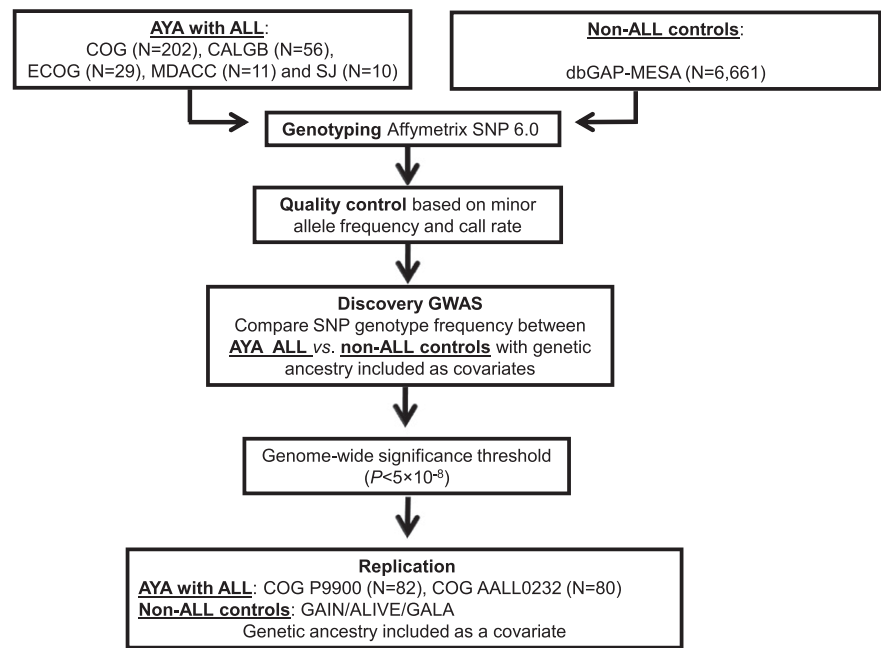 AYA with ALL:
COG (N=202), CALGB (N=56),
ECOG (N=29), MDACC (N=11) and SJ (N=10)
Non-ALL controls:
dbGAP-MESA (N=6,661)
Genotyping Affymetrix SNP 6.0
Quality control based on minor
allele frequency and call rate
Discovery GWAS
Compare SNP genotype frequency between
AYA ALL vs. non-ALL controls with genetic
ancestry included as covariates
Genome-wide significance threshold
(P<5×10⁻⁸)
Replication
AYA with ALL: COG P9900 (N=82), COG AALL0232 (N=80)
Non-ALL controls: GAIN/ALIVE/GALA
Genetic ancestry included as a covariate